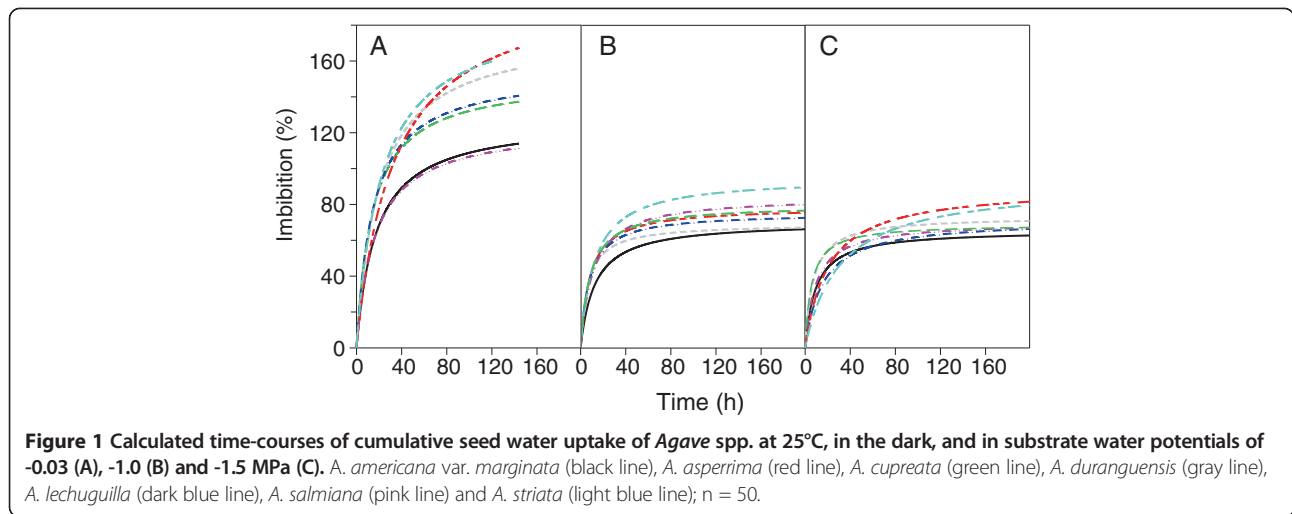 A
B
C
160
120
80
40
0
Imbibition (%)
0 40 80 120 160
0 40 80 120 160
0 40 80 120 160
Time (h)
Figure 1 Calculated time-courses of cumulative seed water uptake of Agave spp. at 25°C, in the dark, and in substrate water potentials of
-0.03 (A), -1.0 (B) and -1.5 MPa (C). A. americana var. marginata (black line), A. asperrima (red line), A. cupreata (green line), A. duranguensis (gray line),
A. lechuguilla (dark blue line), A. salmiana (pink line) and A. striata (light blue line); n = 50.